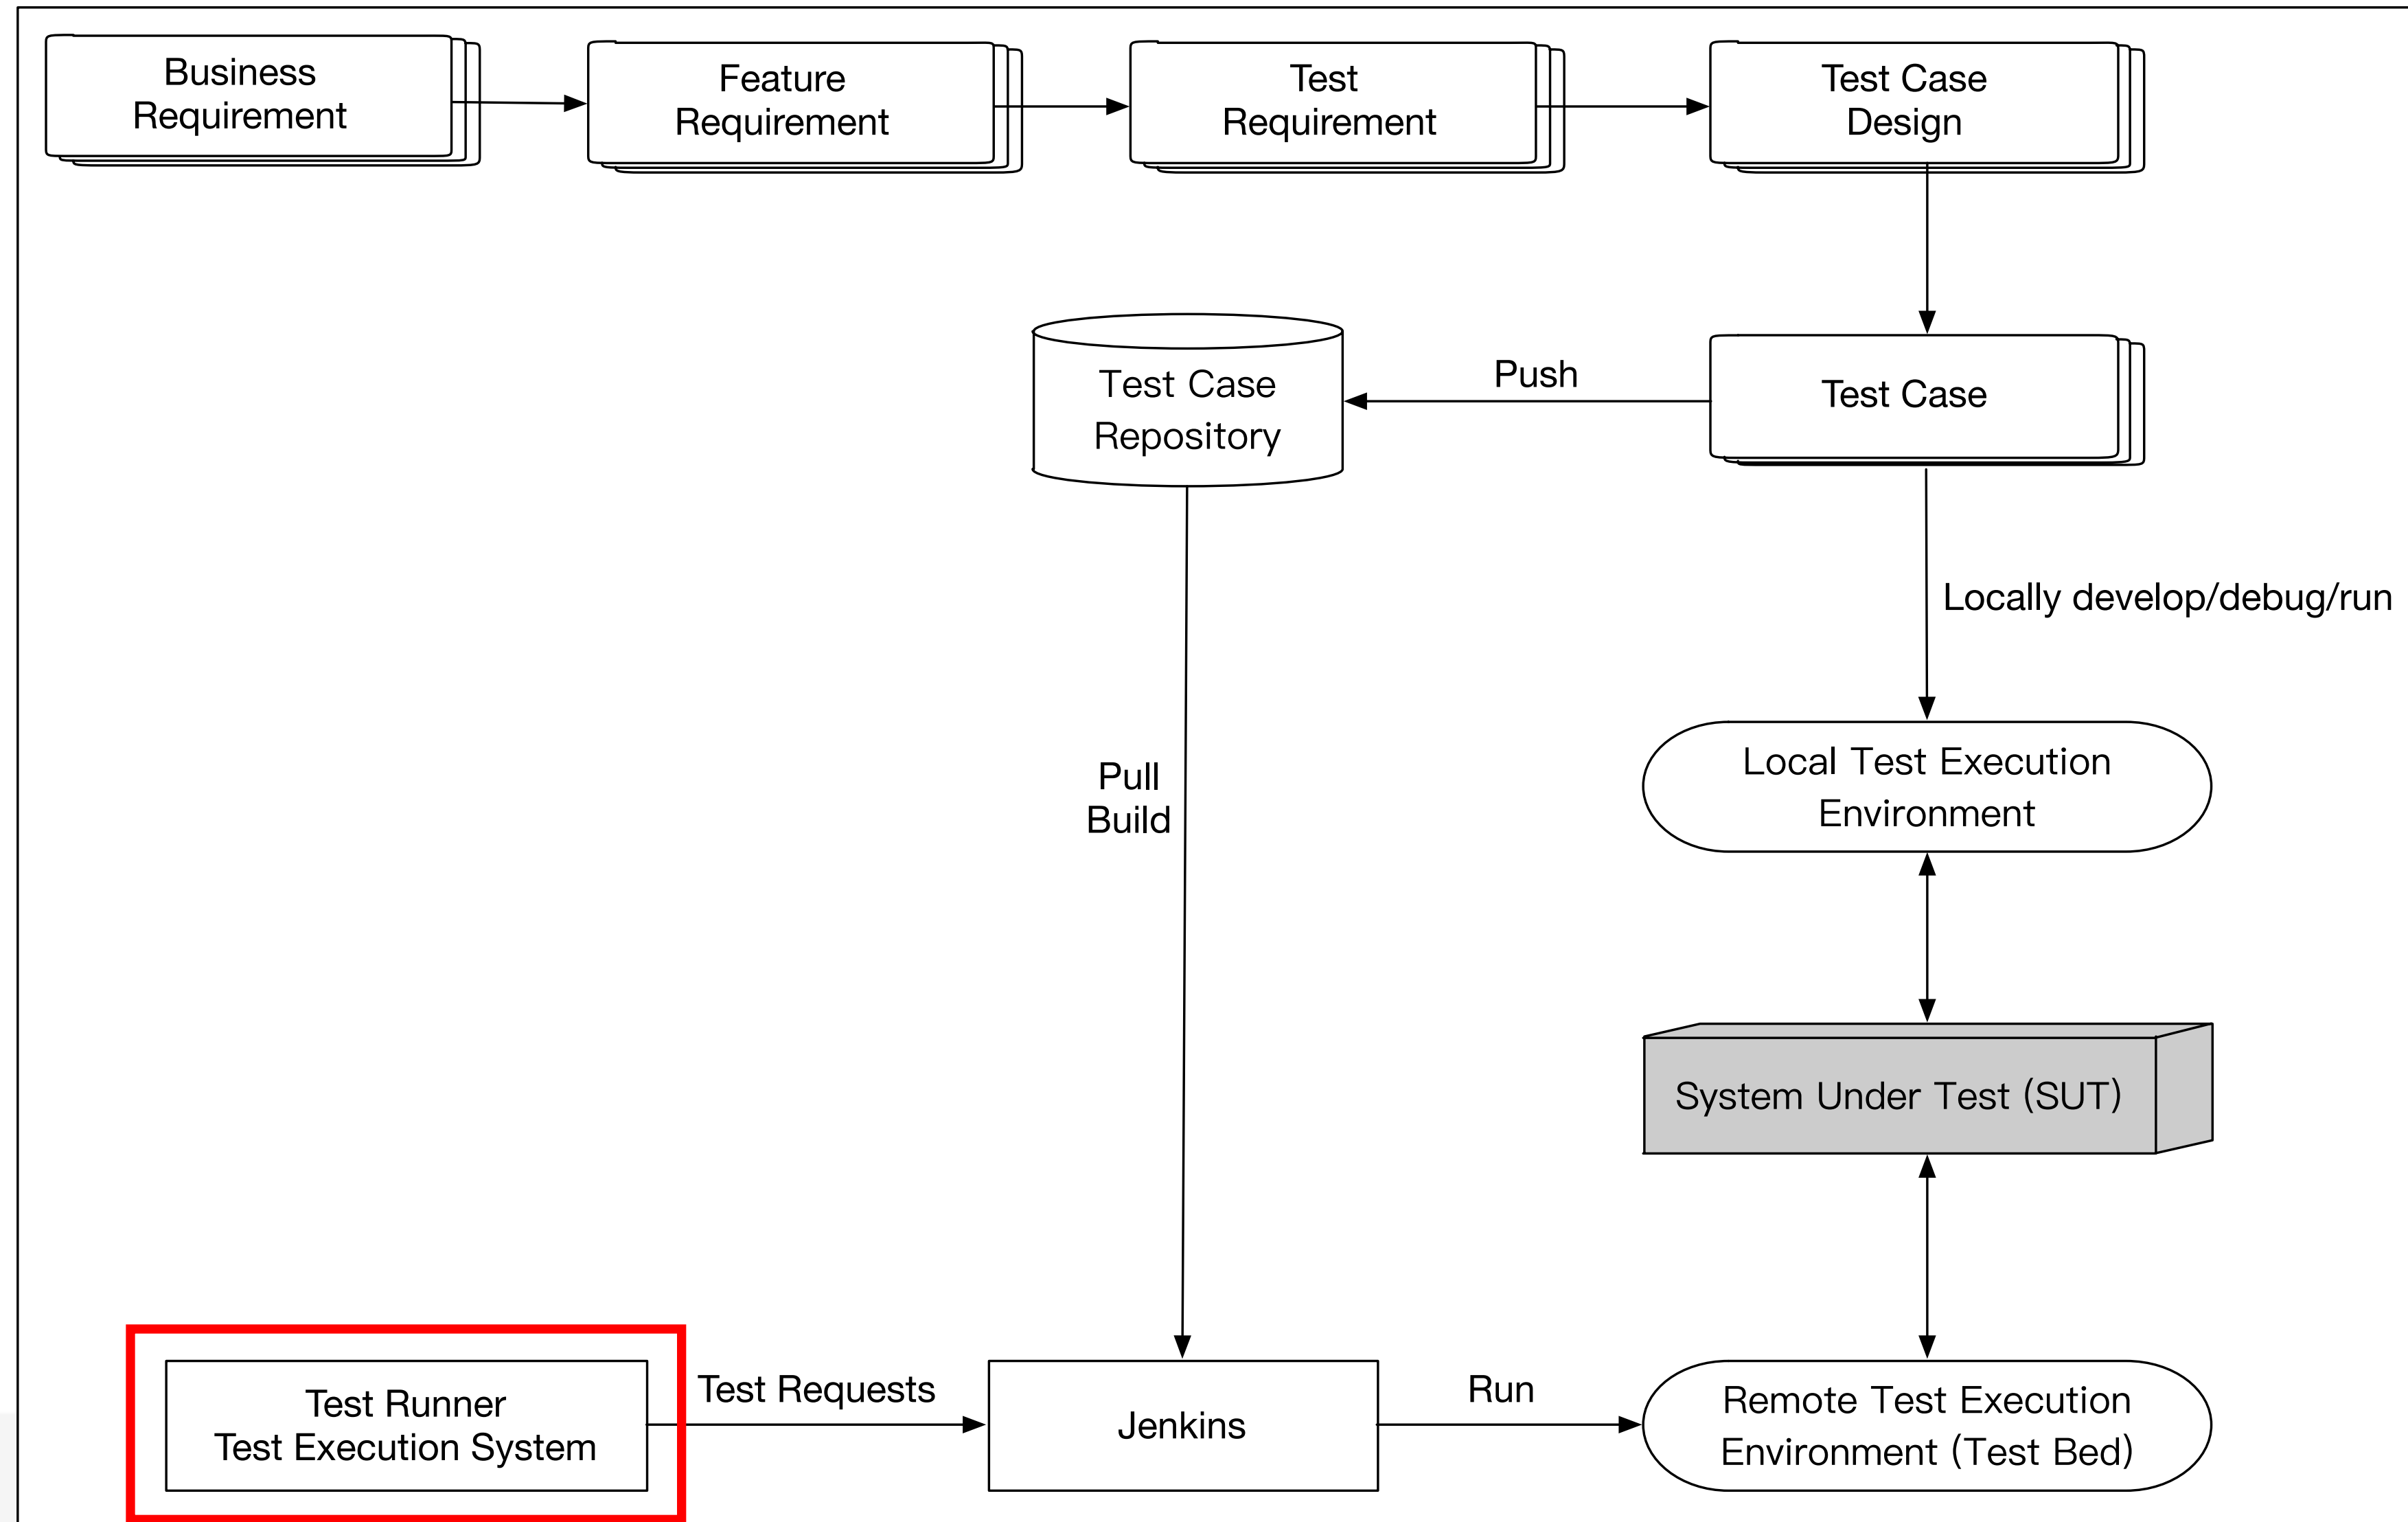 Business
Requirement
Feature
Requirement
Test
Requirement
Test Case
Design
Test Case
Repository
Push
Test Case
Locally develop/debug/run
Pull
Build
Local Test Execution
Environment
System Under Test (SUT)
Test Runner
Test Execution System
Test Requests
Jenkins
Run
Remote Test Execution
Environment (Test Bed)